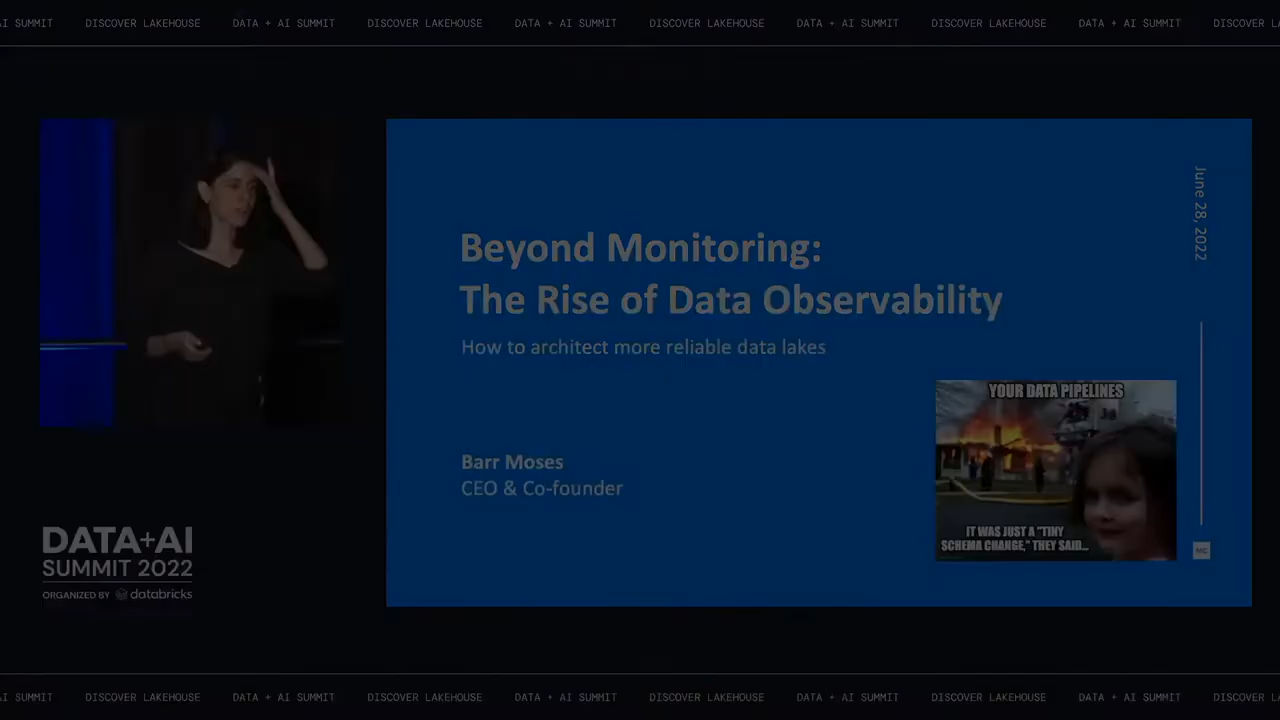 AI SUMMIT DISCOVER LAKEHOUSE DATA + AI SUMMIT DISCOVER LAKEHOUSE DATA + AI SUMMIT DISCOVER LAKEHOUSE DATA + AI SUMMIT DISCOVER LAKEHOUSE DATA + AI SUMMIT DISCOVER
June 28, 2022
Beyond Monitoring:
The Rise of Data Observability
How to architect more reliable data lakes
YOUR DATA PIPELINES
Barr Moses
CEO & Co-founder
IT WAS JUST A "TINY
SCHEMA CHANGE," THEY SAID...
MC
DATA+AI
SUMMIT 2022
ORGANIZED BY databricks
AI SUMMIT DISCOVER LAKEHOUSE DATA + AI SUMMIT DISCOVER LAKEHOUSE DATA + AI SUMMIT DISCOVER LAKEHOUSE DATA + AI SUMMIT DISCOVER LAKEHOUSE DATA + AI SUMMIT DISCOVER